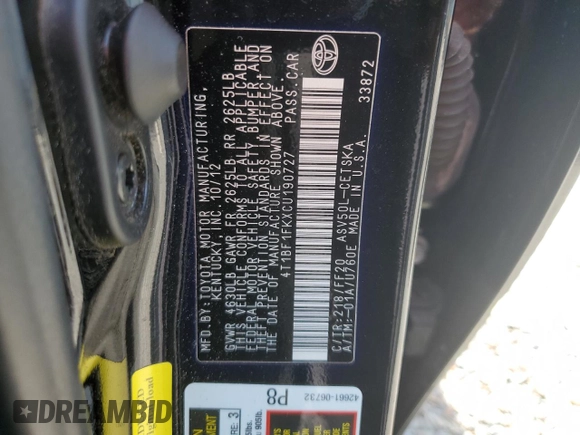 MFD.BY:TOYOTA MOTOR MANUFACTURING,
KENTUCKY, INC. 10/12
GVWR 4630LB GAWR FR 2625LB RR 2625LB
THIS VEHICLE CONFORMS TO ALL APPLICABLE
FEDERAL MOTOR VEHICLE SAFETY, BUMPER, AND
THEFT PREVENTION STANDARDS IN EFFECT ON
THE DATE OF MANUFACTURE SHOWN ABOVE.
4T1BF1FKXCU190727 PASS.CAR
C/TR:218/FF20 ASV50L-CETSKA
A/TM:-01A/U760E MADE IN U.S.A.
33872
42661-06732
P8
DREAMBID